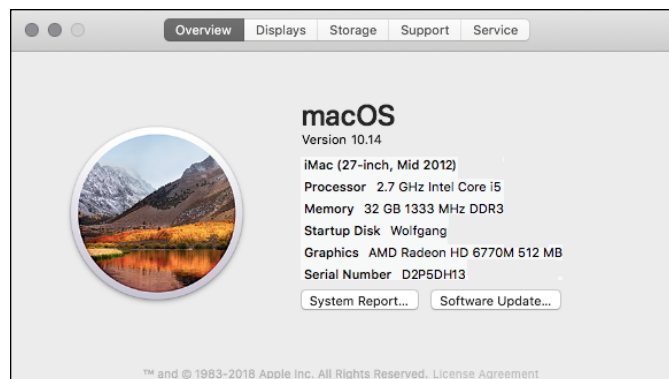 Overview Displays Storage Support Service
macOS
Version 10.14
iMac (27-inch, Mid 2012)
Processor 2.7 GHz Intel Core i5
Memory 32 GB 1333 MHz DDR3
Startup Disk Wolfgang
Graphics AMD Radeon HD 6770M 512 MB
Serial Number D2P5DH13
System Report... Software Update...
™ and © 1983-2018 Apple Inc. All Rights Reserved. License Agreement